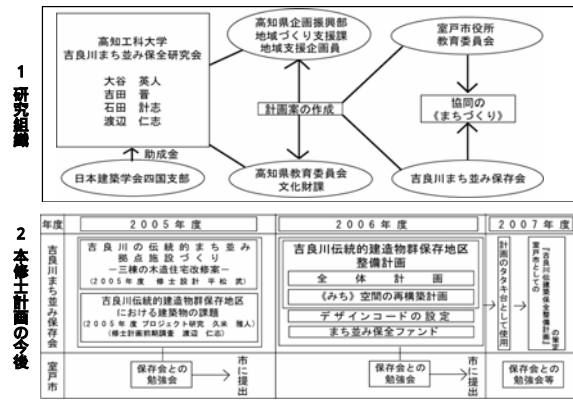 1 研究組織
高知工科大学
吉良川まち並み保全研究会
大谷 英人
吉田 晋
石田 計志
渡辺 仁志
助成金
日本建築学会四国支部
高知県企画振興部
地域づくり支援課
地域支援企画員
計画案の作成
高知県教育委員会
文化財課
室戸市役所
教育委員会
協同の
《まちづくり》
吉良川まち並み保存会
2 本修士計画の今後
年度
2005年度
2006年度
2007年度
吉良川まち並み保存会
吉良川の伝統的まち並み
拠点施設づくり
−三棟の木造住宅改修案−
(2005年度 修士設計 平松 武)
吉良川伝統的建造物群保存地区
における建築物の課題
(2005年度 プロジェクト研究 久米 雅人)
(修士計画前期調査 渡辺 仁志)
吉良川伝統的建造物群保存地区
整備計画
全体計画
《みち》空間の再構築計画
デザインコードの設定
まち並み保全ファンド
計画のタタキ台として使用
室戸市としての
『吉良川伝建保全整備計画』
の策定
室戸市
保存会との
勉強会
市に提出
保存会との
勉強会
市に提出
保存会との
勉強会等